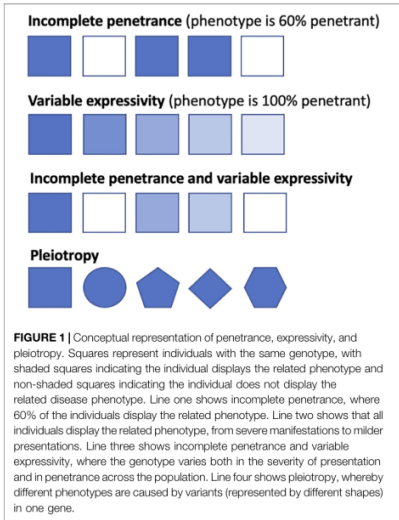 Incomplete penetrance (phenotype is 60% penetrant)
Variable expressivity (phenotype is 100% penetrant)
Incomplete penetrance and variable expressivity
Pleiotropy
FIGURE 1 | Conceptual representation of penetrance, expressivity, and
pleiotropy. Squares represent individuals with the same genotype, with
shaded squares indicating the individual displays the related phenotype and
non-shaded squares indicating the individual does not display the
related disease phenotype. Line one shows incomplete penetrance, where
60% of the individuals display the related phenotype. Line two shows that all
individuals display the related phenotype, from severe manifestations to milder
presentations. Line three shows incomplete penetrance and variable
expressivity, where the genotype varies both in the severity of presentation
and in penetrance across the population. Line four shows pleiotropy, whereby
different phenotypes are caused by variants (represented by different shapes)
in one gene.